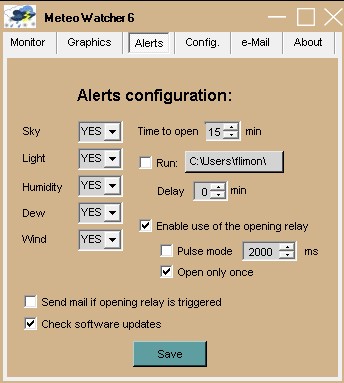 Meteo Watcher 6
Monitor Graphics Alerts Config. e-Mail About
Alerts configuration:
Sky YES Time to open 15 min
Light YES Run: C:\Users\flimon\
Humidity YES Delay 0 min
Dew YES Enable use of the opening relay
Wind YES Pulse mode 2000 ms
Open only once
Send mail if opening relay is triggered
Check software updates
Save